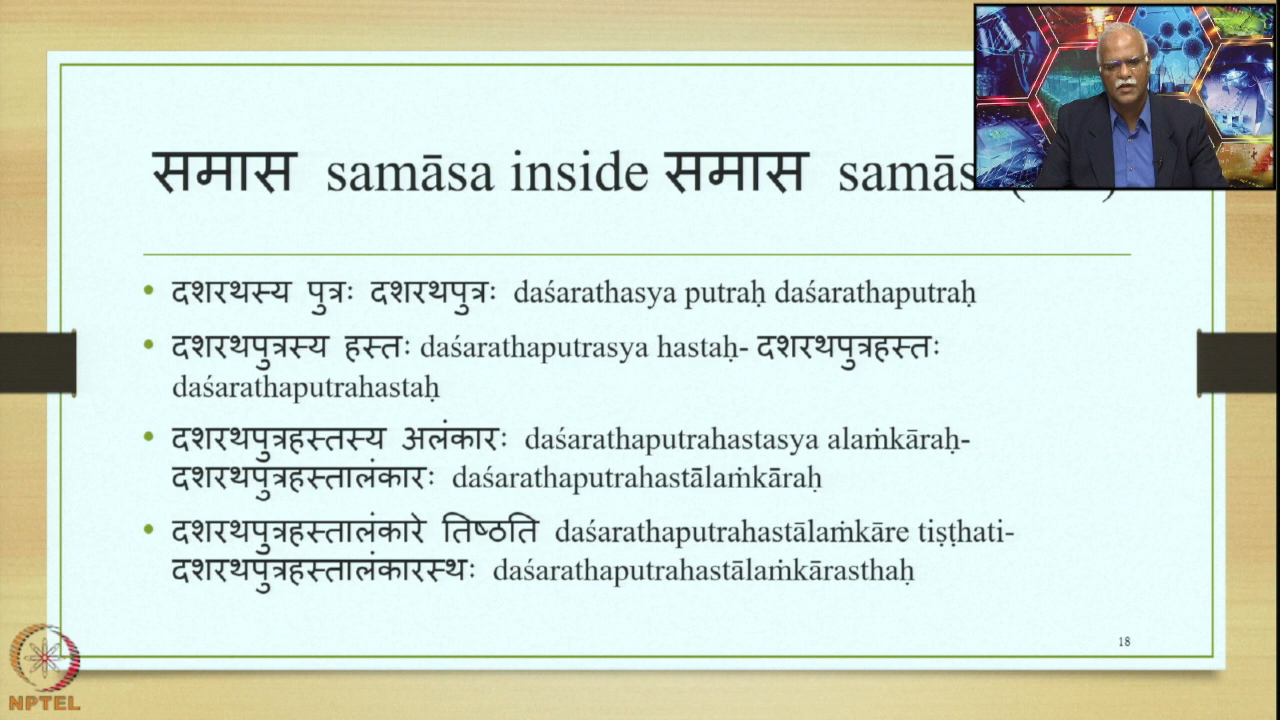 समास samāsa inside समास
• दशरथस्य पुत्रः दशरथपुत्रः daśarathasya putraḥ daśarathaputraḥ
• दशरथपुत्रस्य हस्तः daśarathaputrasya hastaḥ- दशरथपुत्रहस्तः
daśarathaputrahastaḥ
• दशरथपुत्रहस्तस्य अलंकारः daśarathaputrahastasya alaṁkāraḥ-
दशरथपुत्रहस्तालंकारः daśarathaputrahastālaṁkāraḥ
• दशरथपुत्रहस्तालंकारे तिष्ठति daśarathaputrahastālaṁkāre tiṣṭhati-
दशरथपुत्रहस्तालंकारस्थः daśarathaputrahastālaṁkārasthaḥ
18
NPTEL